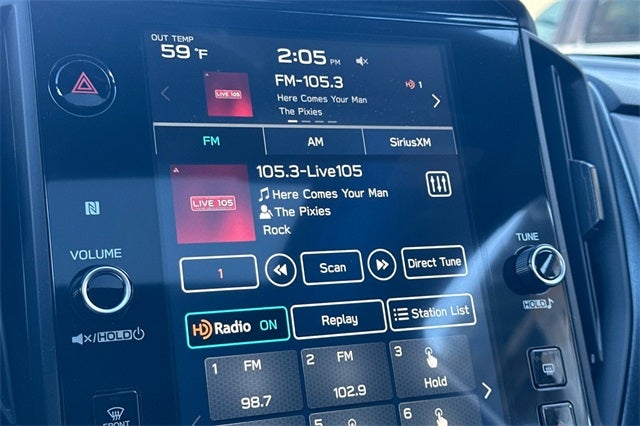 OUT TEMP
59 °F
2:05 PM
FM-105.3
HD 1
LIVE 105
Here Comes Your Man
The Pixies
FM
AM
SiriusXM
105.3-Live105
LIVE 105
Here Comes Your Man
The Pixies
Rock
N
VOLUME
HOLD
TUNE
HOLD
1
Scan
Direct Tune
HD Radio ON
Replay
Station List
1 FM
98.7
2 FM
102.9
3
Hold
5
6
FRONT